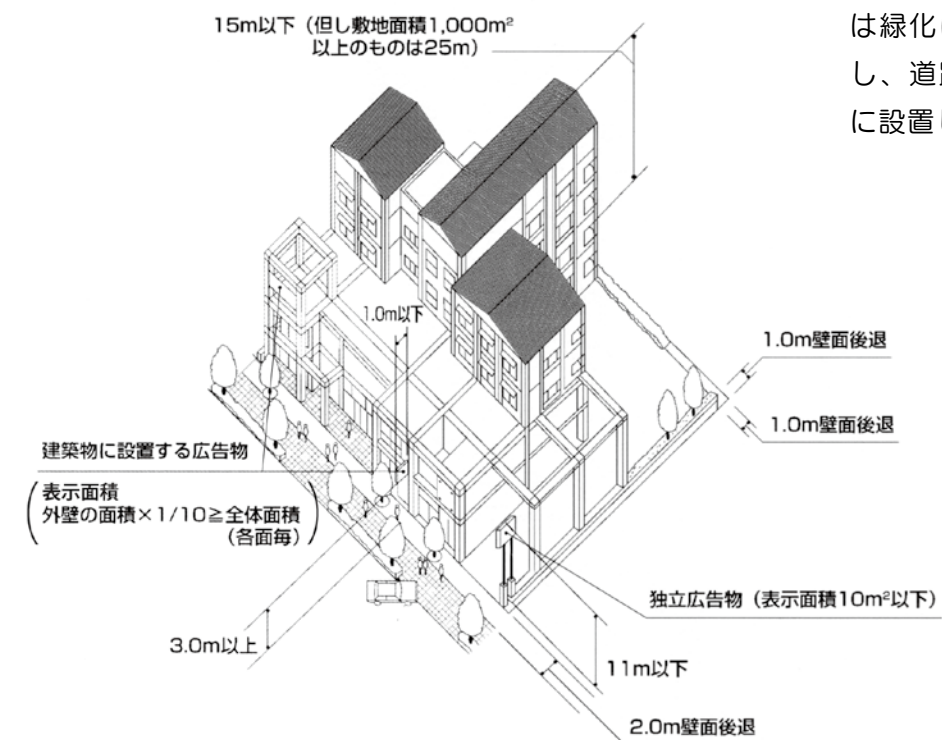 15m以下（但し敷地面積1,000m²
以上のものは25m）
は緑化
し、道
に設置
1.0m以下
1.0m壁面後退
1.0m壁面後退
建築物に設置する広告物
表示面積
外壁の面積×1/10≧全体面積
（各面毎）
独立広告物（表示面積10m²以下）
3.0m以上
11m以下
2.0m壁面後退